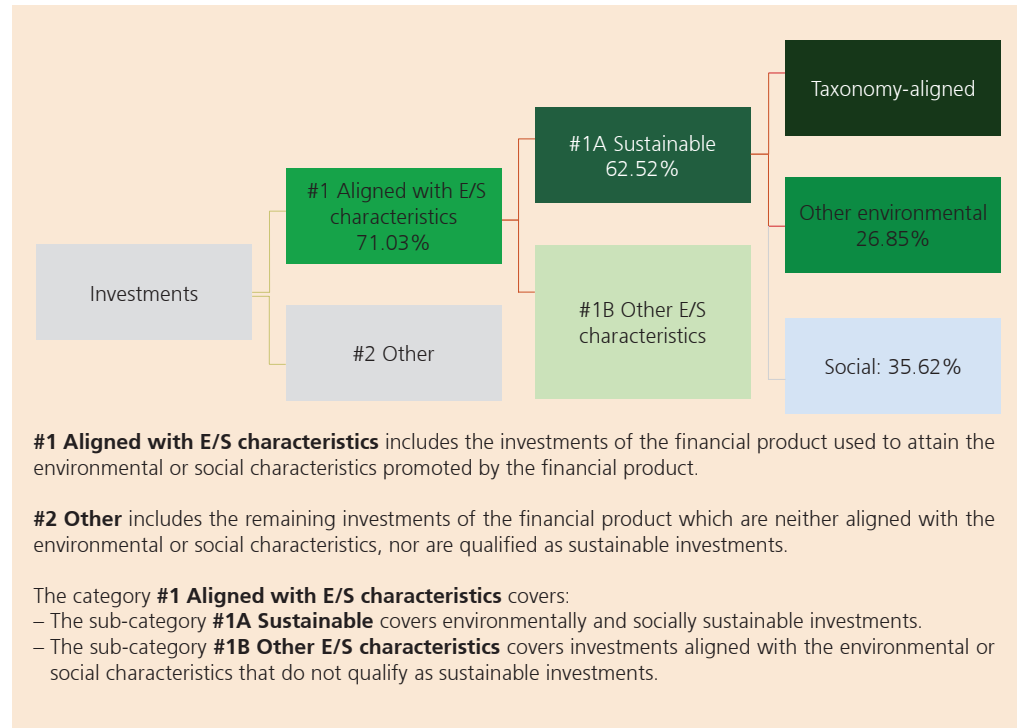 Taxonomy-aligned
#1A Sustainable
62.52%
#1 Aligned with E/S
characteristics
71.03%
Other environmental
26.85%
Investments
#1B Other E/S
characteristics
#2 Other
Social: 35.62%
#1 Aligned with E/S characteristics includes the investments of the financial product used to attain the
environmental or social characteristics promoted by the financial product.
#2 Other includes the remaining investments of the financial product which are neither aligned with the
environmental or social characteristics, nor are qualified as sustainable investments.
The category #1 Aligned with E/S characteristics covers:
– The sub-category #1A Sustainable covers environmentally and socially sustainable investments.
– The sub-category #1B Other E/S characteristics covers investments aligned with the environmental or
social characteristics that do not qualify as sustainable investments.